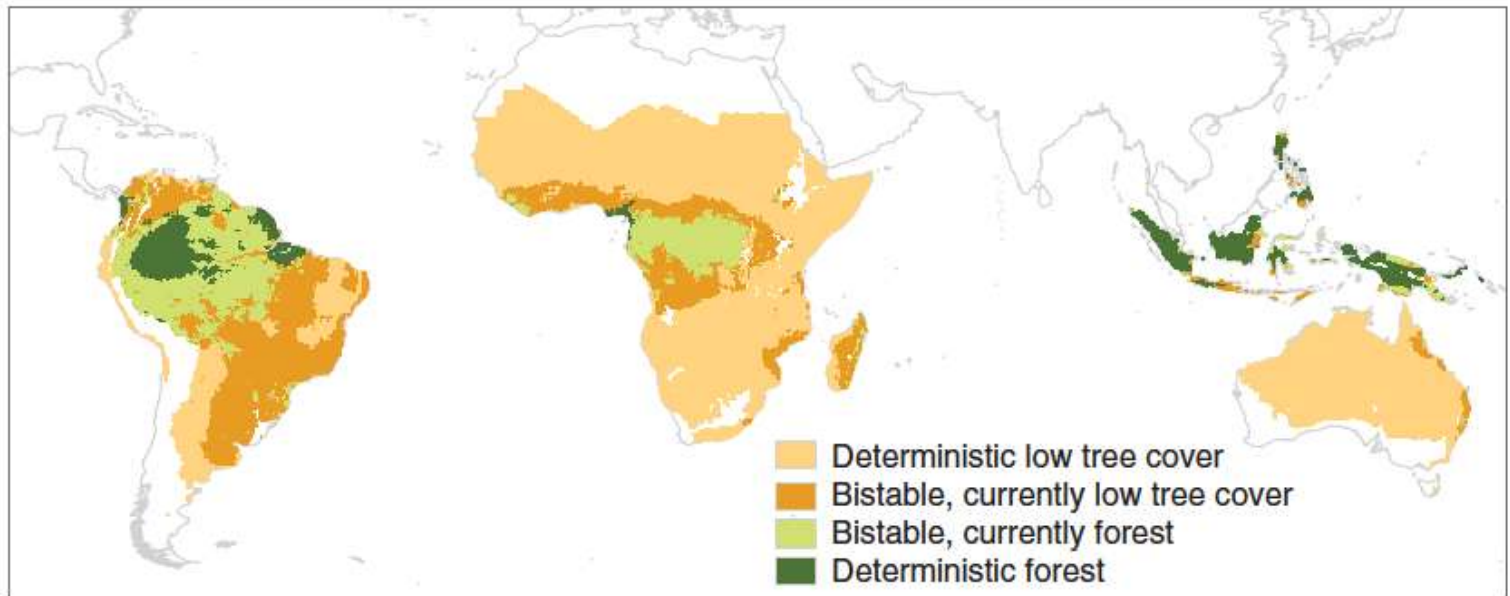 Deterministic low tree cover
Bistable, currently low tree cover
Bistable, currently forest
Deterministic forest